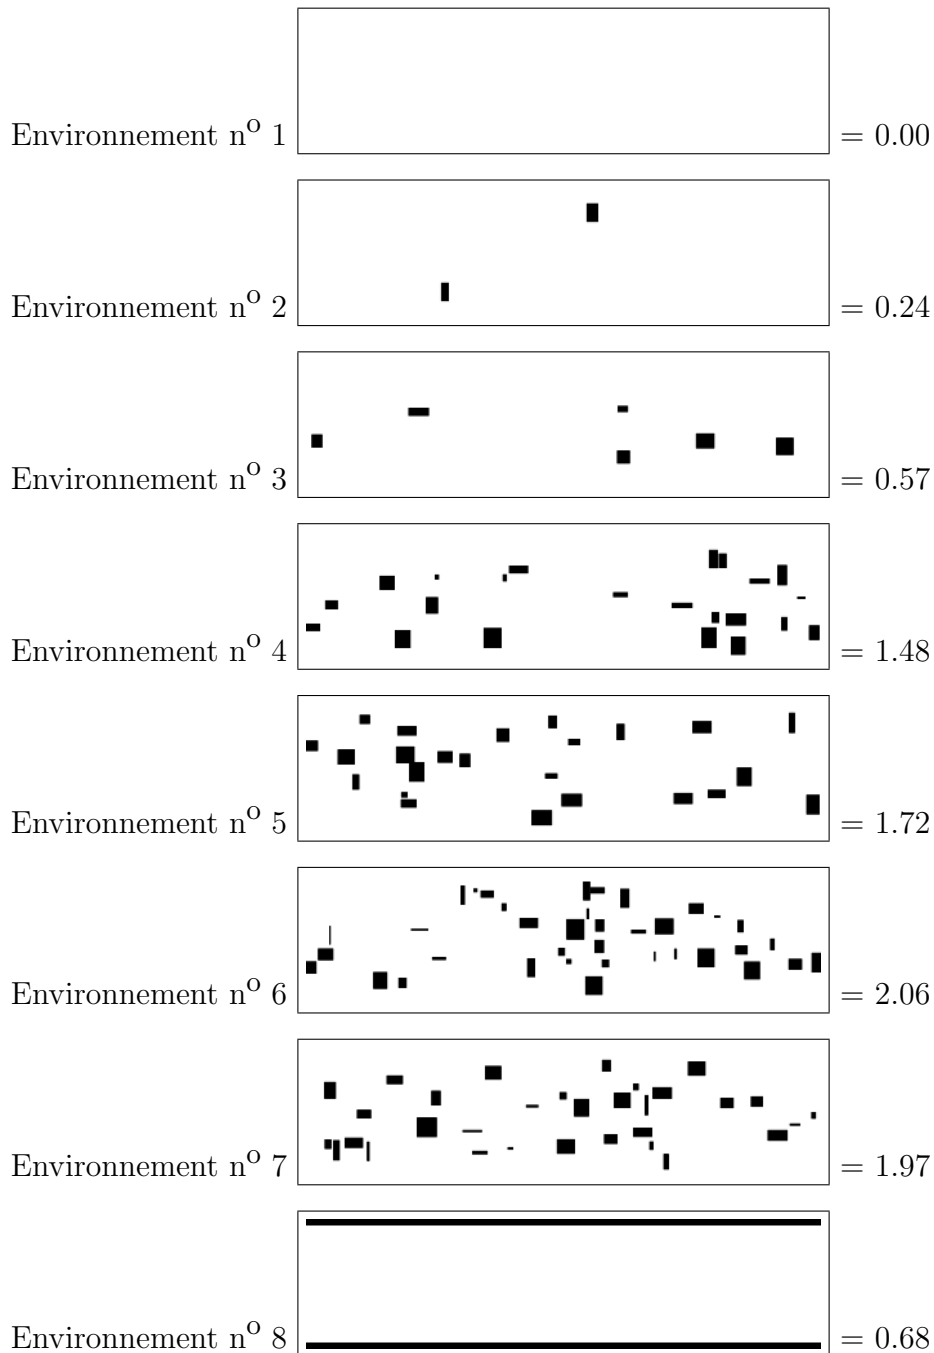 Environnement nº 1 = 0.00
Environnement nº 2 = 0.24
Environnement nº 3 = 0.57
Environnement nº 4 = 1.48
Environnement nº 5 = 1.72
Environnement nº 6 = 2.06
Environnement nº 7 = 1.97
Environnement nº 8 = 0.68